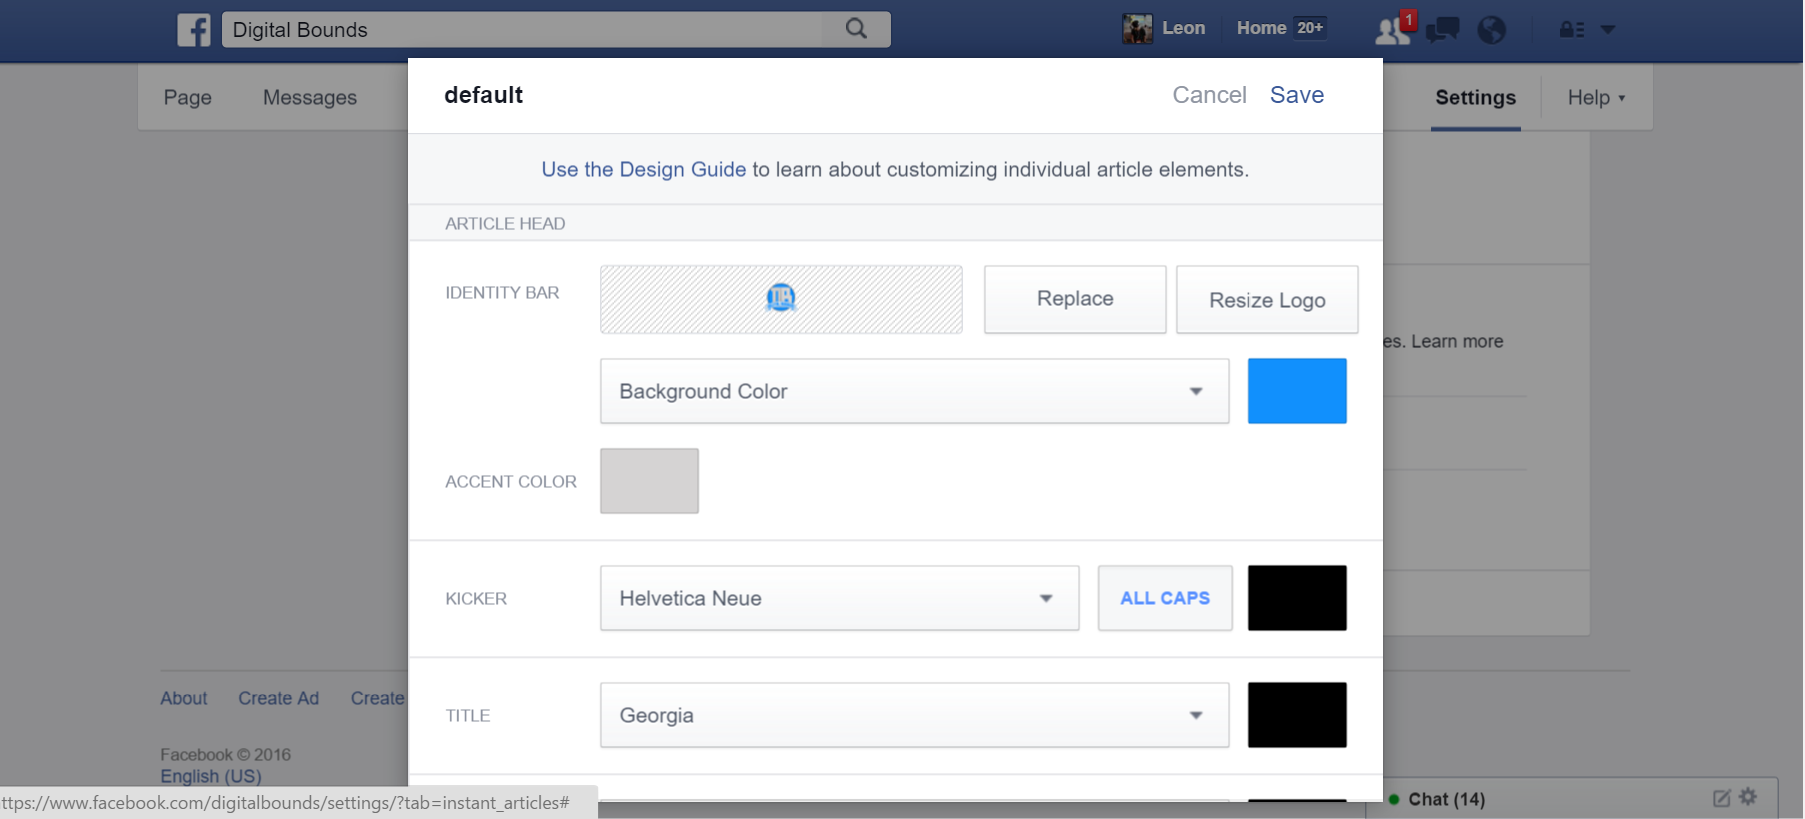 Digital Bounds
Leon
Home 20+
1
Page
Messages
Settings
Help
default
Cancel
Save
Use the Design Guide to learn about customizing individual article elements.
ARTICLE HEAD
IDENTITY BAR
Replace
Resize Logo
es. Learn more
Background Color
ACCENT COLOR
KICKER
Helvetica Neue
ALL CAPS
TITLE
Georgia
About
Create Ad
Create
Facebook © 2016
English (US)
ttps://www.facebook.com/digitalbounds/settings/?tab=instant_articles#
Chat (14)